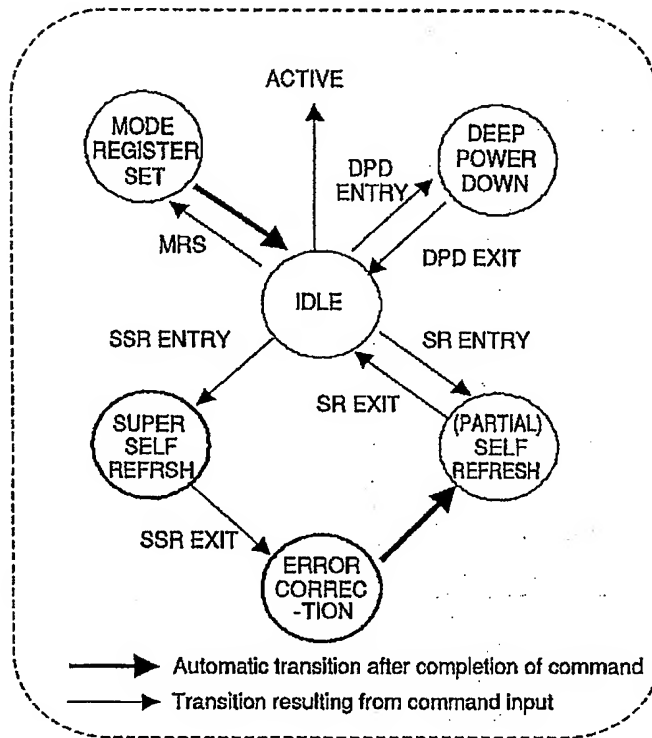 ACTIVE
MODE
REGISTER
SET
DEEP
POWER
DOWN
DPD
ENTRY
MRS
DPD EXIT
IDLE
SSR ENTRY
SR ENTRY
SR EXIT
SUPER
SELF
REFRSH
(PARTIAL)
SELF
REFRESH
SSR EXIT
ERROR
CORREC
-TION
Automatic transition after completion of command
Transition resulting from command input